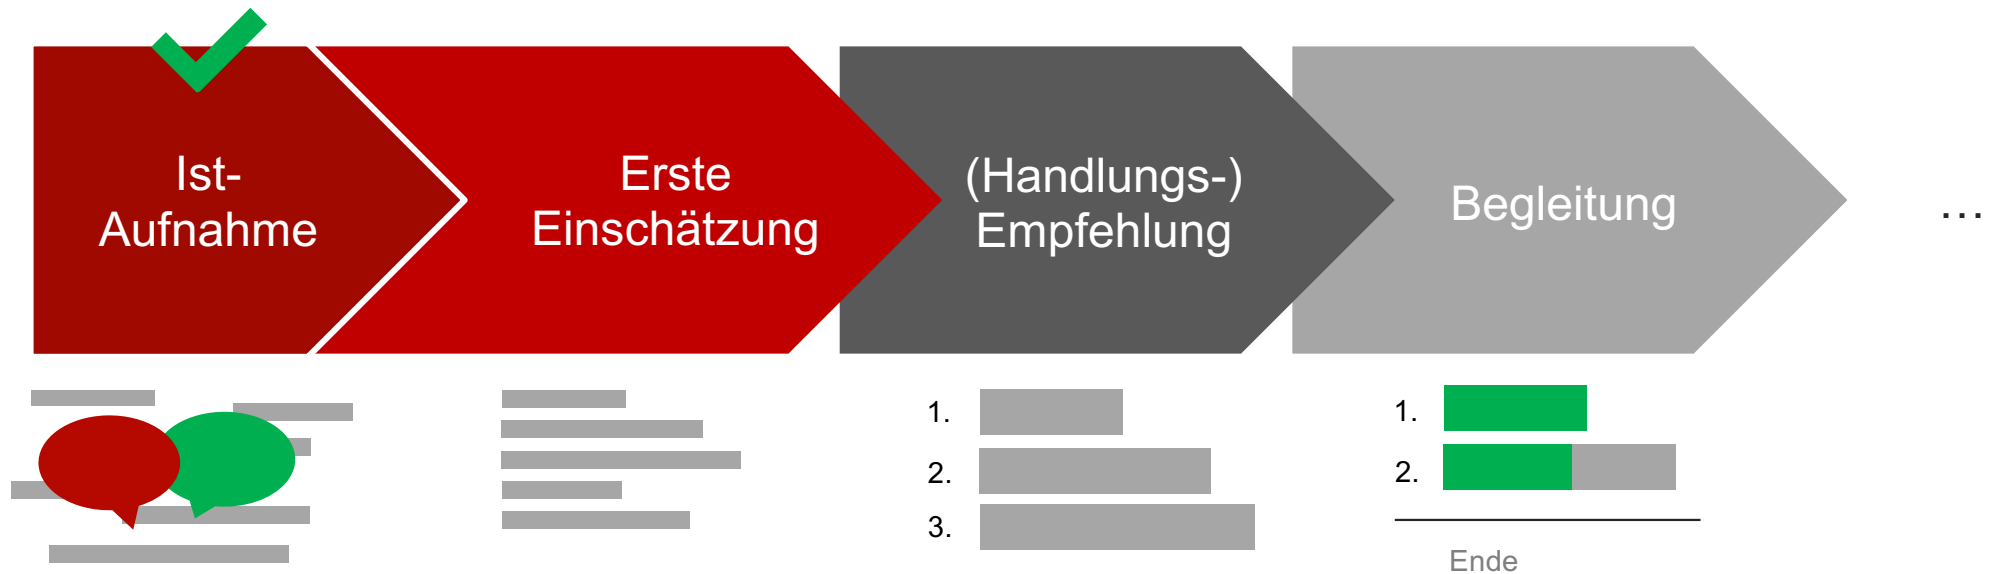 Ist-
Aufnahme
Erste
Einschätzung
(Handlungs-)
Empfehlung
Begleitung
…
1.
2.
3.
1.
2.
Ende